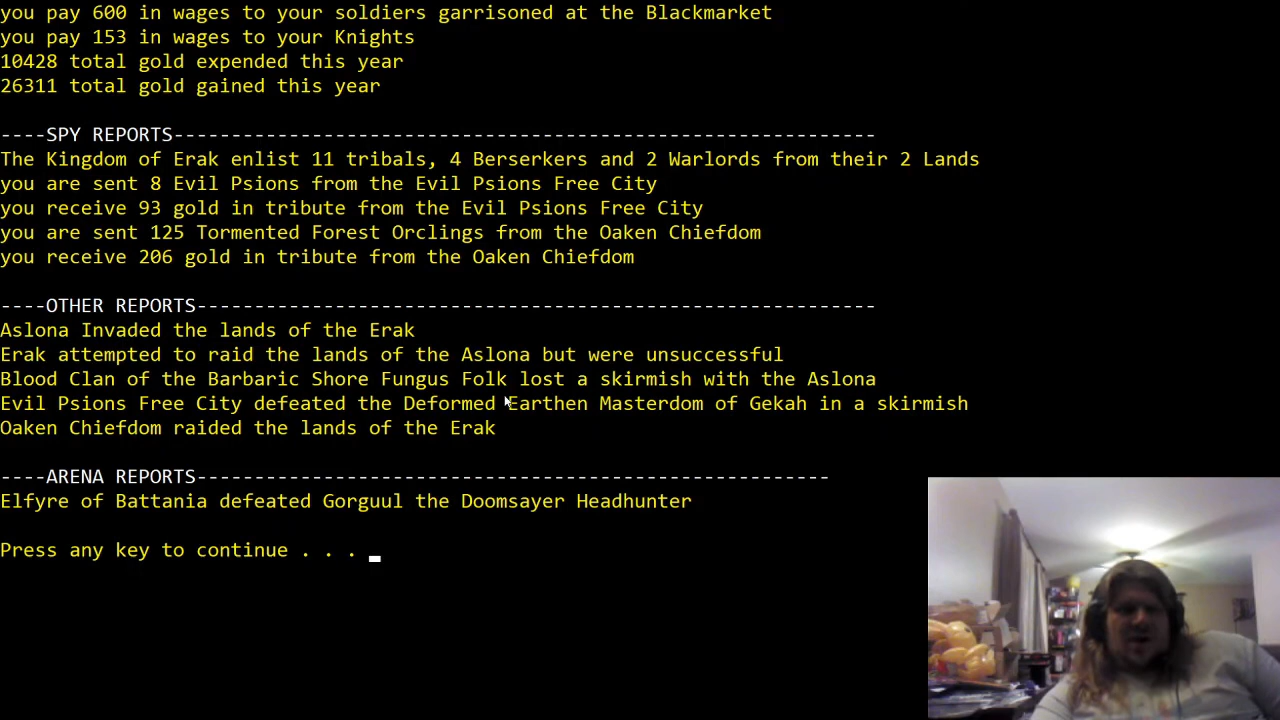 you pay 600 in wages to your soldiers garrisoned at the Blackmarket
you pay 153 in wages to your Knights
10428 total gold expended this year
26311 total gold gained this year
----SPY REPORTS-------------------------------------------------------------
The Kingdom of Erak enlist 11 tribals, 4 Berserkers and 2 Warlords from their 2 Lands
you are sent 8 Evil Psions from the Evil Psions Free City
you receive 93 gold in tribute from the Evil Psions Free City
you are sent 125 Tormented Forest Orclings from the Oaken Chiefdom
you receive 206 gold in tribute from the Oaken Chiefdom
----OTHER REPORTS-----------------------------------------------------------
Aslona Invaded the lands of the Erak
Erak attempted to raid the lands of the Aslona but were unsuccessful
Blood Clan of the Barbaric Shore Fungus Folk lost a skirmish with the Aslona
Evil Psions Free City defeated the Deformed Earthen Masterdom of Gekah in a skirmish
Oaken Chiefdom raided the lands of the Erak
----ARENA REPORTS-------------------------------------------------------
Elfyre of Battania defeated Gorguul the Doomsayer Headhunter
Press any key to continue . . .